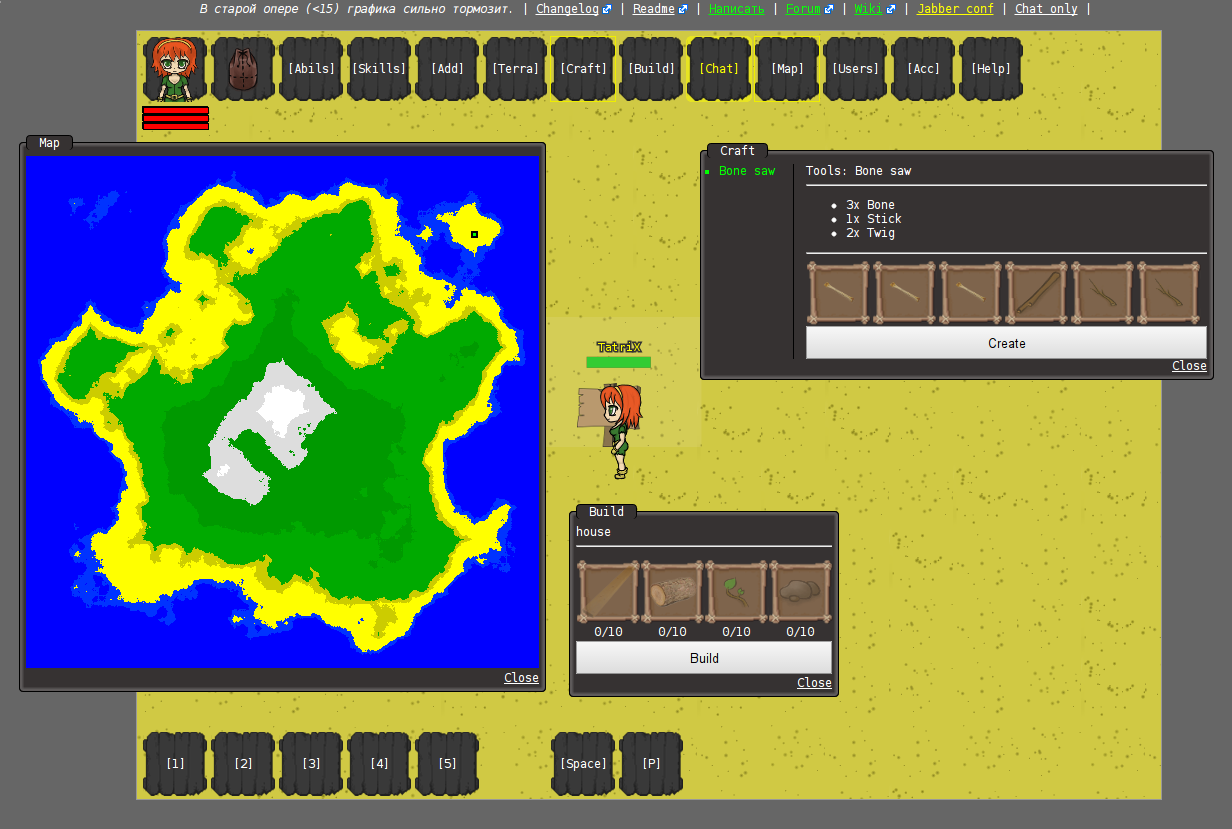 В старой опере (<15) графика сильно тормозит. | Changelog | Readme | Написать | Forum | Wiki | Jabber conf | Chat only |
[Abils] [Skills] [Add] [Terra] [Craft] [Build] [Chat] [Map] [Users] [Acc] [Help]
Map
Close
Craft
Bone saw
Tools: Bone saw
3x Bone
1x Stick
2x Twig
Create
Close
TatriX
Build
house
0/10 0/10 0/10 0/10
Build
Close
[1] [2] [3] [4] [5] [Space] [P]